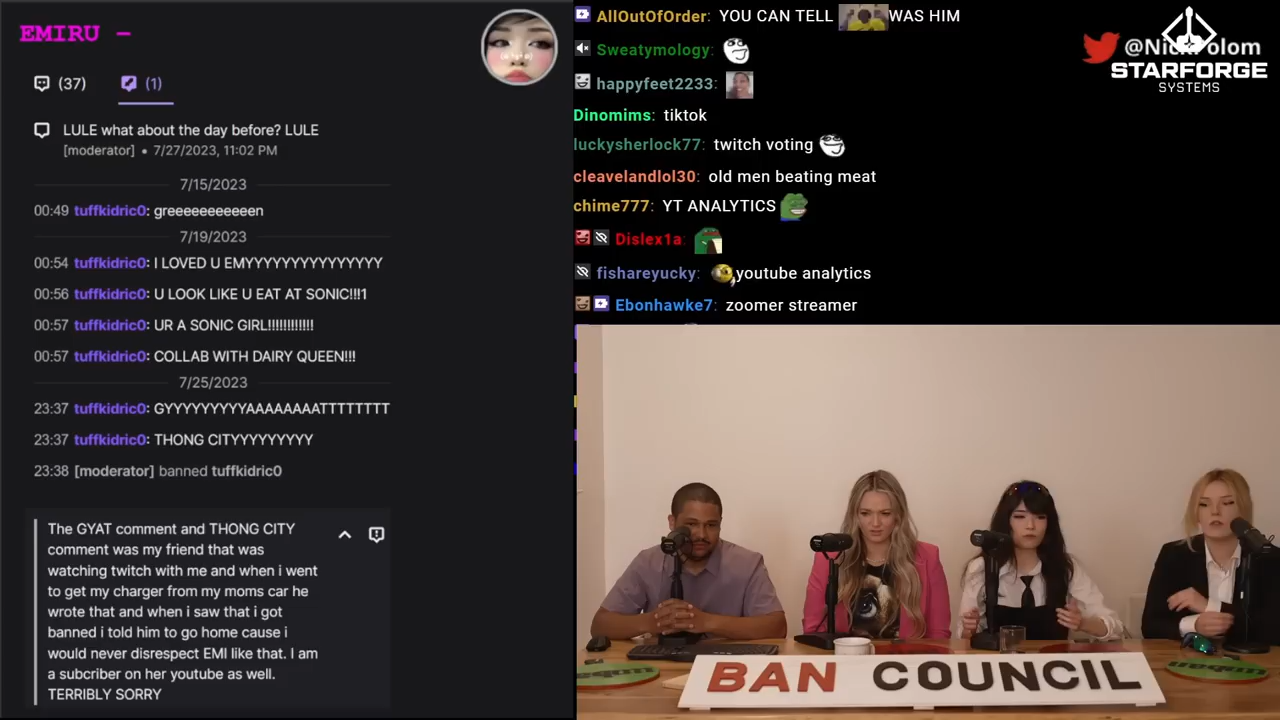 EMIRU –
(37)
(1)
LULE what about the day before? LULE
[moderator] • 7/27/2023, 11:02 PM
7/15/2023
00:49 tuffkidric0: greeeeeeeeeeen
7/19/2023
00:54 tuffkidric0: I LOVED U EMYYYYYYYYYYYYYYY
00:56 tuffkidric0: U LOOK LIKE U EAT AT SONIC!!!1
00:57 tuffkidric0: UR A SONIC GIRL!!!!!!!!!!!!
00:57 tuffkidric0: COLLAB WITH DAIRY QUEEN!!!
7/25/2023
23:37 tuffkidric0: GYYYYYYYYYAAAAAAAATTTTTTTT
23:37 tuffkidric0: THONG CITYYYYYYYYY
23:38 [moderator] banned tuffkidric0
The GYAT comment and THONG CITY
comment was my friend that was
watching twitch with me and when i went
to get my charger from my moms car he
wrote that and when i saw that i got
banned i told him to go home cause i
would never disrespect EMI like that. I am
a subcriber on her youtube as well.
TERRIBLY SORRY
AllOutOfOrder: YOU CAN TELL WAS HIM
Sweatymology:
happyfeet2233:
Dinomims: tiktok
luckysherlock77: twitch voting
cleavelandlol30: old men beating meat
chime777: YT ANALYTICS
Dislex1a:
fishareyucky: youtube analytics
Ebonhawke7: zoomer streamer
STARFORGE
SYSTEMS
BAN COUNCIL